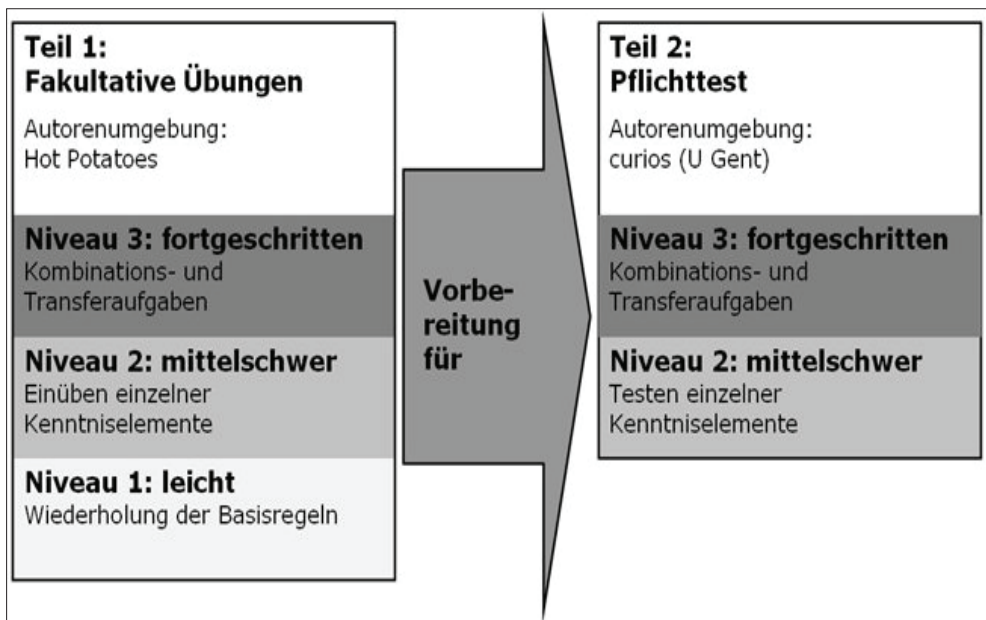 Teil 1:
Fakultative Übungen
Autorenumgebung:
Hot Potatoes
Niveau 3: fortgeschritten
Kombinations- und
Transferaufgaben
Niveau 2: mittelschwer
Einüben einzelner
Kenntniselemente
Niveau 1: leicht
Wiederholung der Basisregeln
Vorbe-
reitung
für
Teil 2:
Pflichttest
Autorenumgebung:
curios (U Gent)
Niveau 3: fortgeschritten
Kombinations- und
Transferaufgaben
Niveau 2: mittelschwer
Testen einzelner
Kenntniselemente